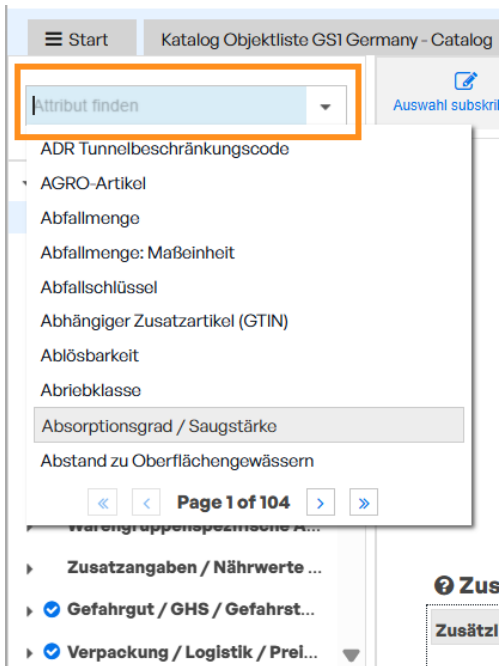 Start
Katalog Objektliste GS1 Germany - Catalog
Attribut finden
Auswahl subskri
ADR Tunnelbeschränkungscode
AGRO-Artikel
Abfallmenge
Abfallmenge: Maßeinheit
Abfallschlüssel
Abhängiger Zusatzartikel (GTIN)
Ablösbarkeit
Abriebklasse
Absorptionsgrad / Saugstärke
Abstand zu Oberflächengewässern
« < Page 1 of 104 > »
Warengruppenspezifische A...
Zusatzangaben / Nährwerte ...
Gefahrgut / GHS / Gefahrst...
Verpackung / Logistik / Prei...
Zus
Zusätzl